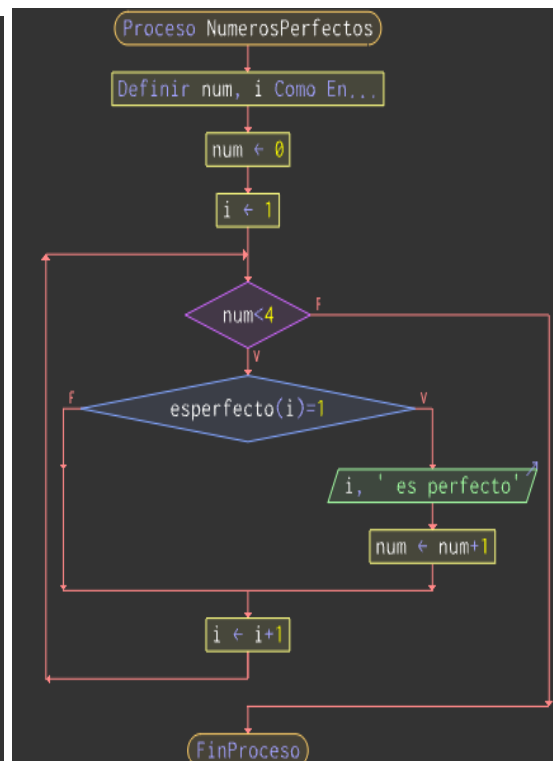 Proceso NumerosPerfectos
Definir num, i Como En...
num ← 0
i ← 1
num<4
F
V
F
esperfecto(i)=1
V
i, ' es perfecto'
num ← num+1
i ← i+1
FinProceso